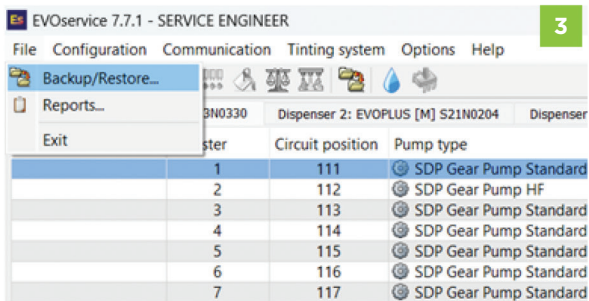 EVOservice 7.7.1 - SERVICE ENGINEER
3
File Configuration Communication Tinting system Options Help
Backup/Restore...
Reports...
Exit
3N0330 Dispenser 2: EVOPLUS [M] S21N0204 Dispenser
ster Circuit position Pump type
1 111 SDP Gear Pump Standard
2 112 SDP Gear Pump HF
3 113 SDP Gear Pump Standard
4 114 SDP Gear Pump Standard
5 115 SDP Gear Pump Standard
6 116 SDP Gear Pump Standard
7 117 SDP Gear Pump Standard